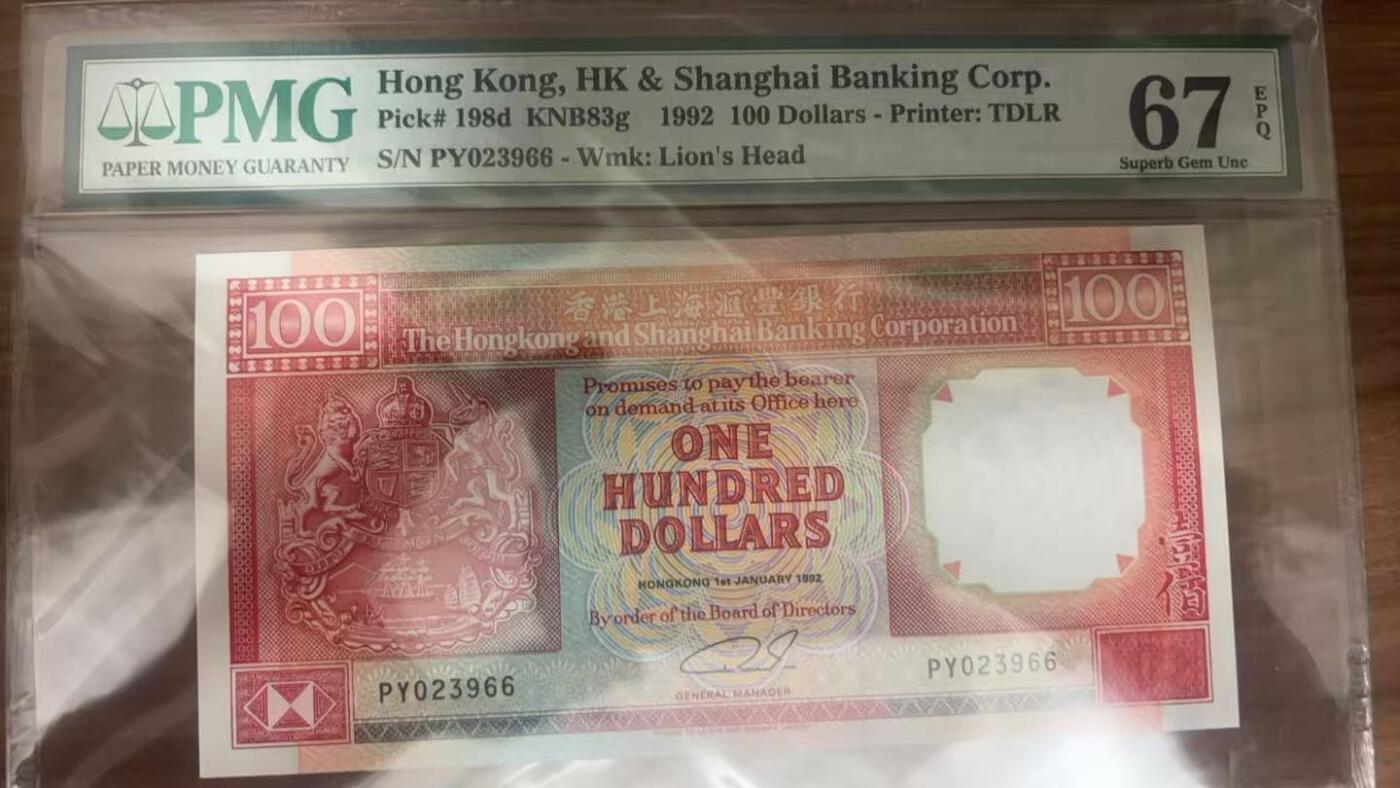 PMG
PAPER MONEY GUARANTY
Hong Kong, HK & Shanghai Banking Corp.
Pick# 198d KNB83g 1992 100 Dollars - Printer: TDLR
S/N PY023966 - Wmk: Lion's Head
67
EPQ
Superb Gem Unc
100
香港上海滙豐銀行
The Hongkong and Shanghai Banking Corporation
100
Promises to pay the bearer
on demand at its Office here
ONE
HUNDRED
DOLLARS
HONGKONG 1st JANUARY 1992
By order of the Board of Directors
GENERAL MANAGER
PY023966
PY023966